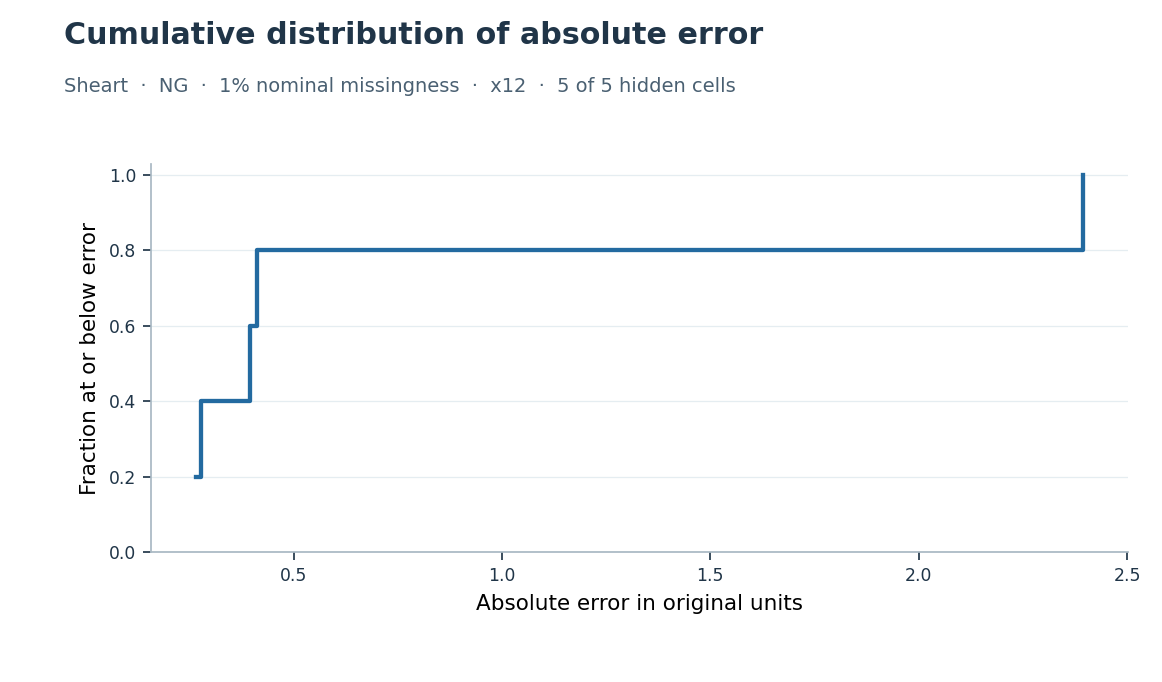 Cumulative distribution of absolute error
Sheart · NG · 1% nominal missingness · x12 · 5 of 5 hidden cells
Fraction at or below error
1.0
0.8
0.6
0.4
0.2
0.0
0.5 1.0 1.5 2.0 2.5
Absolute error in original units